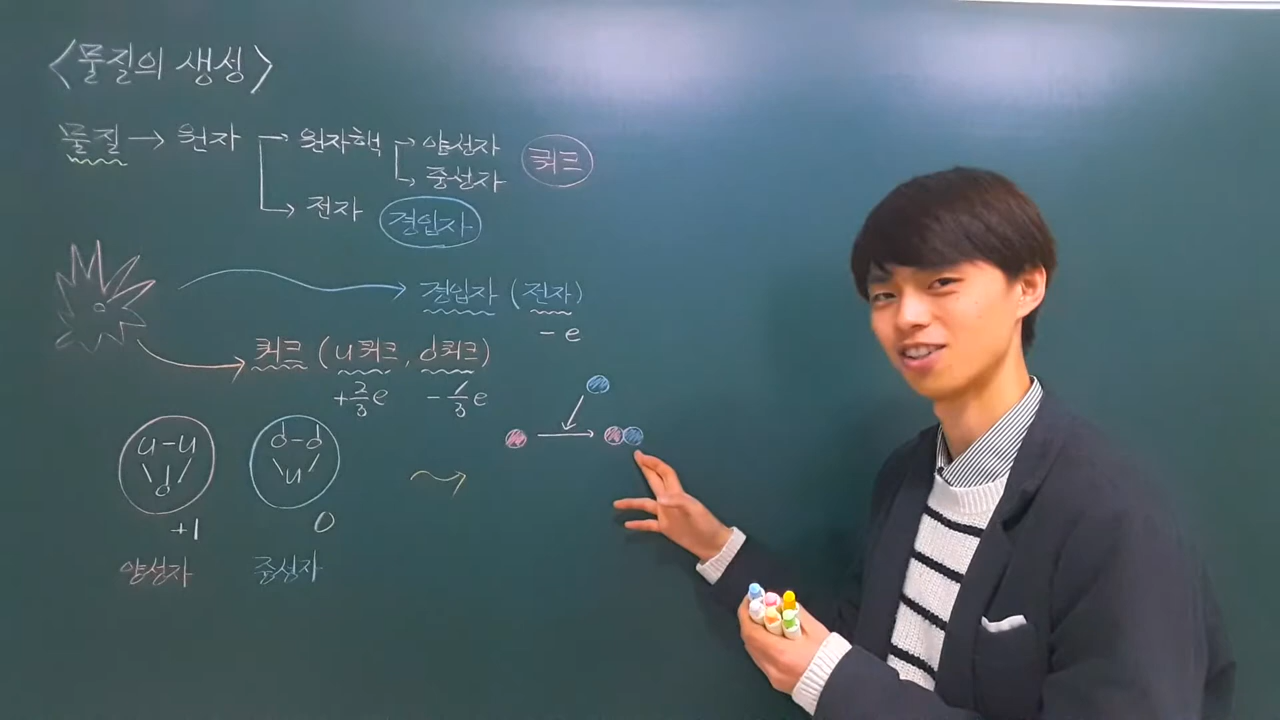 <물질의 생성>
물질 → 원자 → 원자핵 → 양성자 쿼크
→ 중성자
→ 전자 경입자
경입자 (전자)
- e
쿼크 (u쿼크, d쿼크)
+2/3e -1/3e
u-u d-d
d u
+1 0
양성자 중성자